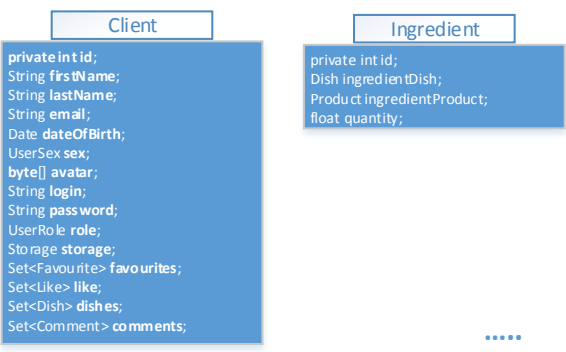 Client
private int id;
String firstName;
String lastName;
String email;
Date dateOfBirth;
UserSex sex;
byte[] avatar;
String login;
String password;
UserRole role;
Storage storage;
Set<Favourite> favourites;
Set<Like> like;
Set<Dish> dishes;
Set<Comment> comments;
Ingredient
private int id;
Dish ingredientDish;
Product ingredientProduct;
float quantity;
.....